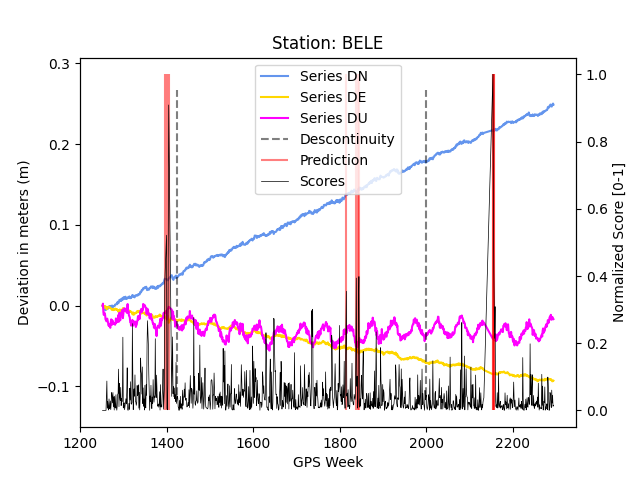 Station: BELE
Series DN
Series DE
Series DU
Descontinuity
Prediction
Scores
Deviation in meters (m)
0.3
0.2
0.1
0.0
−0.1
Normalized Score [0-1]
1.0
0.8
0.6
0.4
0.2
0.0
1200 1400 1600 1800 2000 2200
GPS Week